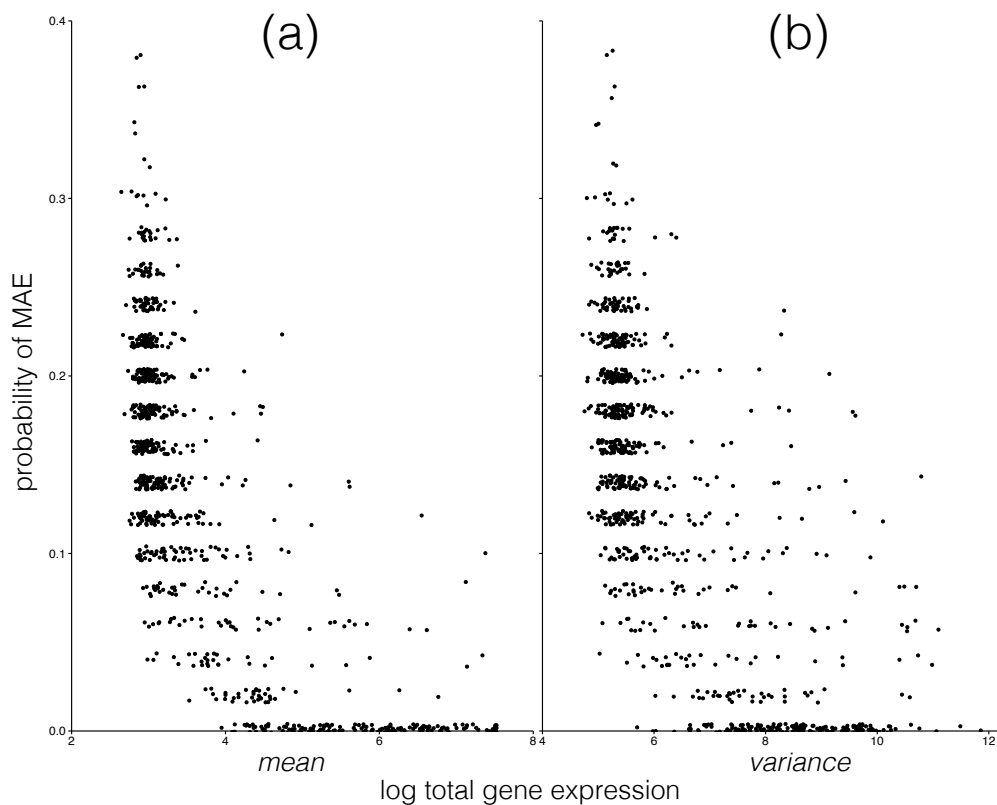 (a) (b)
0.4
0.3
0.2
0.1
0.0
probability of MAE
2 4 6 8 4 6 8 10 12
mean variance
log total gene expression